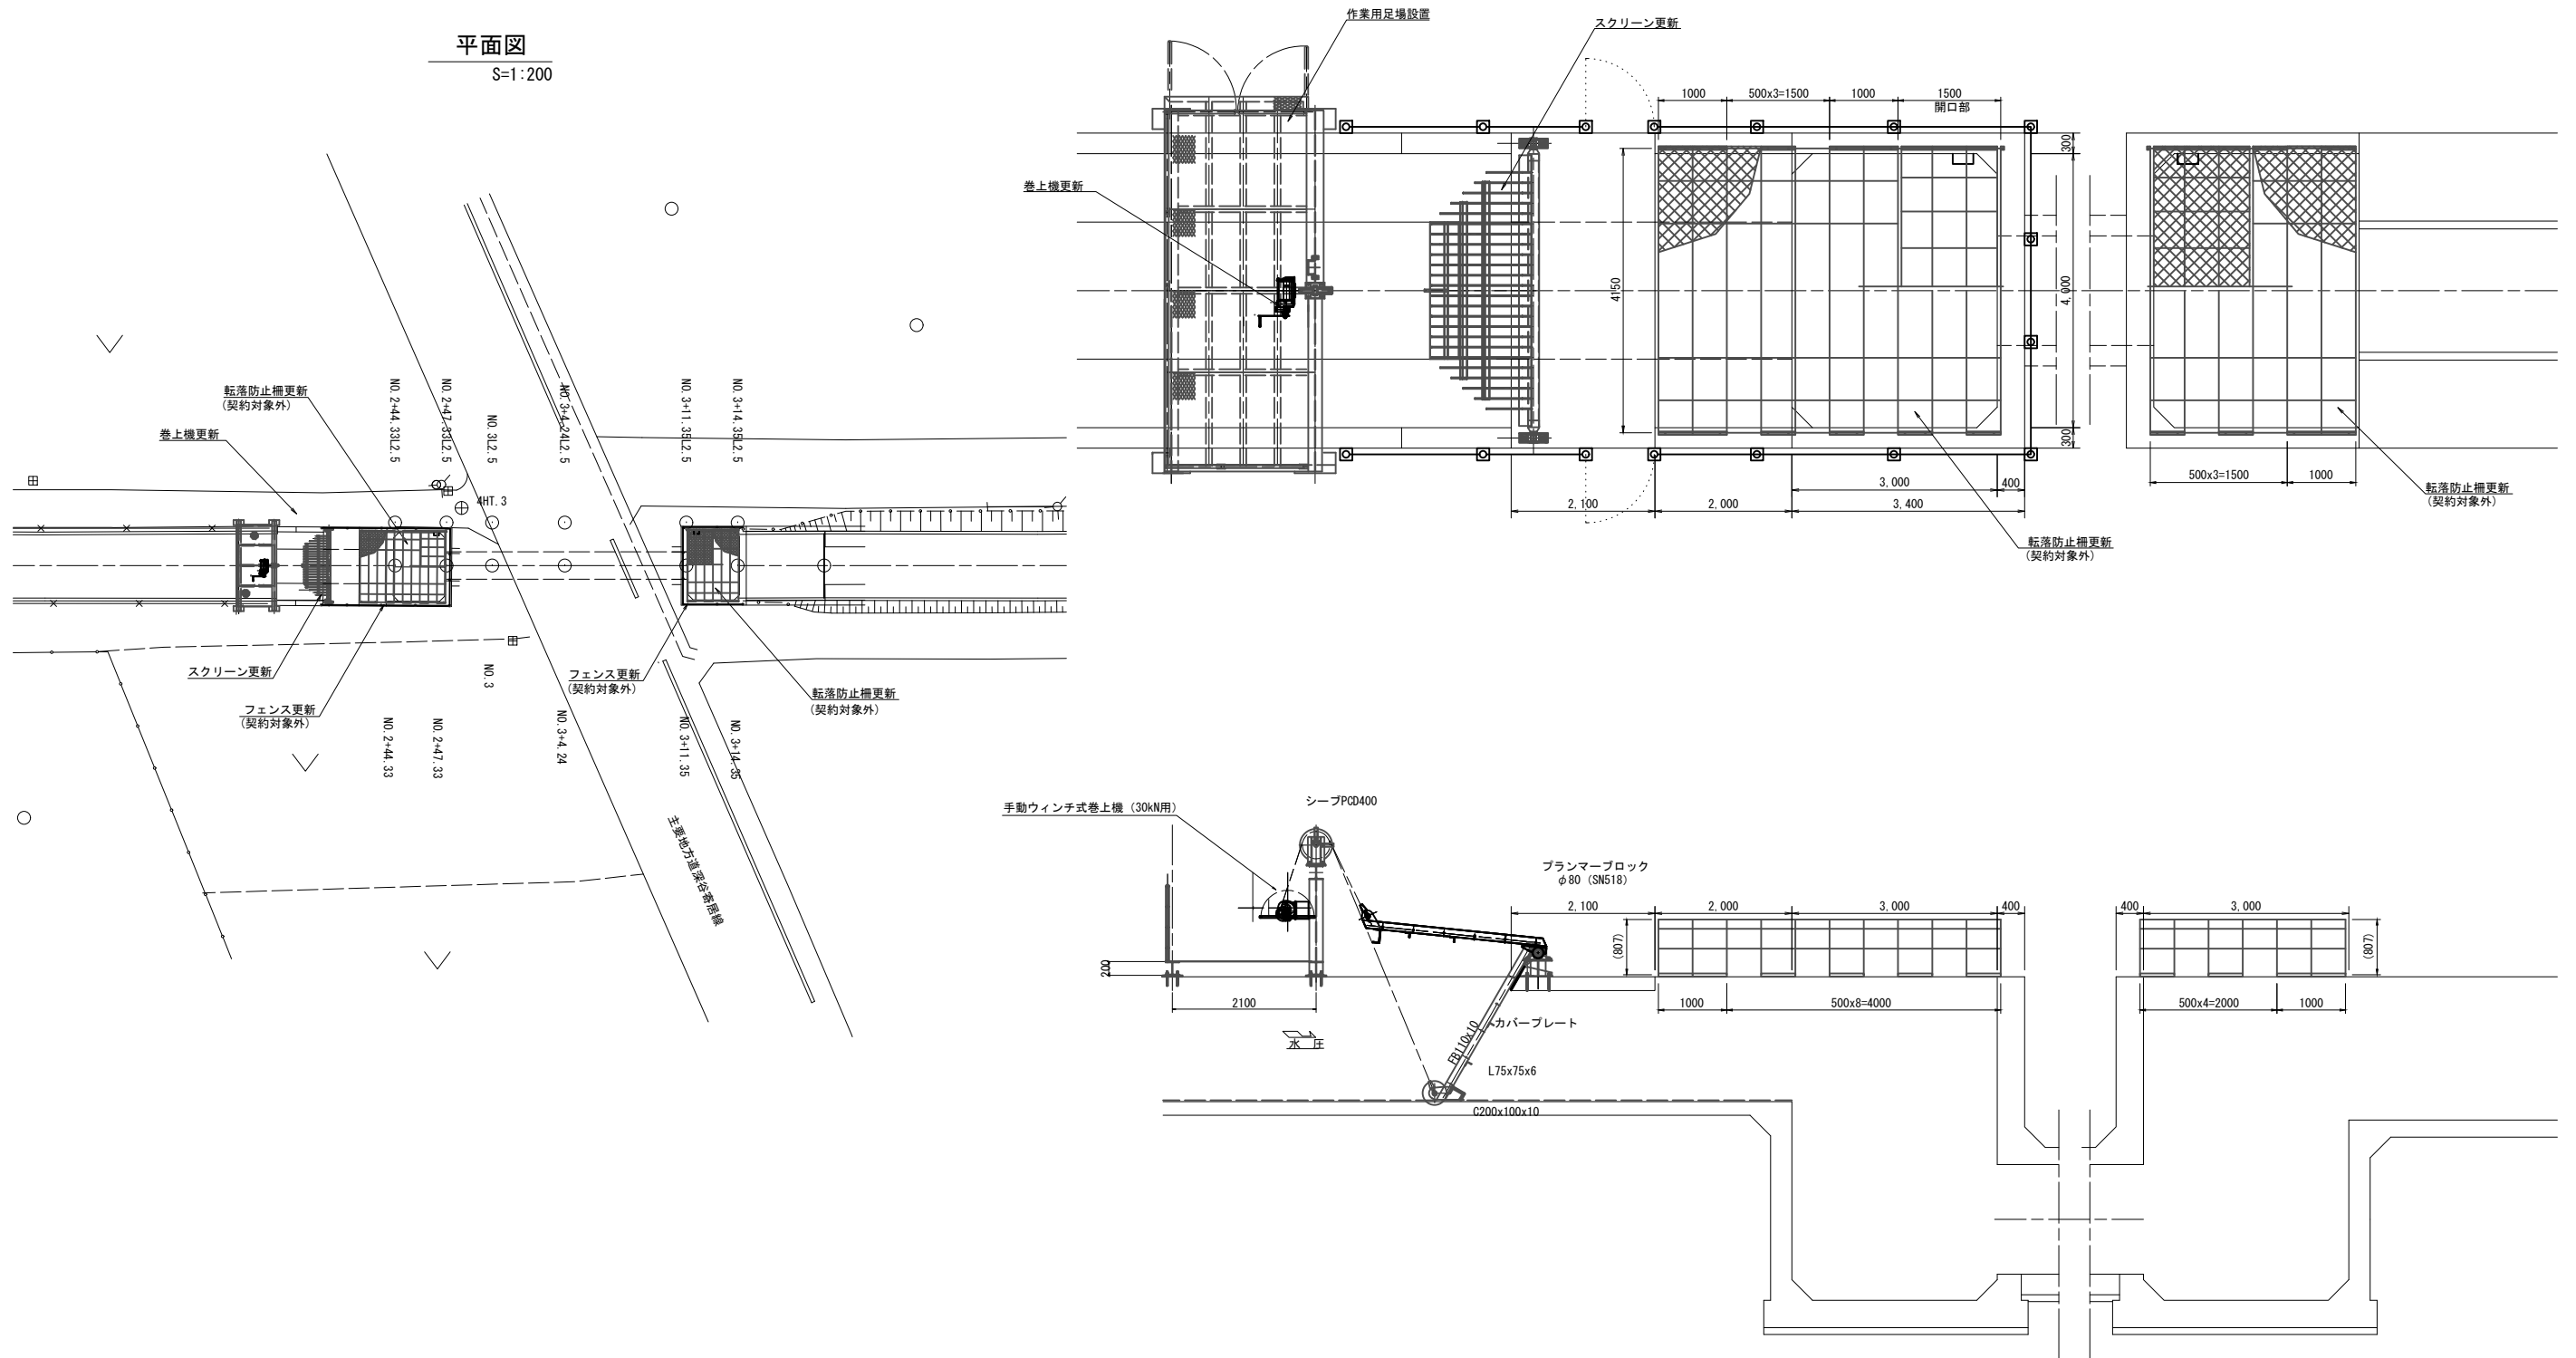 平面図
S=1:200
転落防止柵更新
(契約対象外)
巻上機更新
NO.2+44.33L2.5
NO.2+47.33L2.5
NO.3L2.5
NO.3+4.24L2.5
NO.3+11.35L2.5
NO.3+14.35L2.5
4HT.3
スクリーン更新
フェンス更新
(契約対象外)
NO.3
フェンス更新
(契約対象外)
転落防止柵更新
(契約対象外)
NO.2+44.33
NO.2+47.33
NO.3+4.24
NO.3+11.35
NO.3+14.35
主要地方道深谷寄居線
作業用足場設置
スクリーン更新
巻上機更新
1000
500x3=1500
1000
1500
開口部
300
4150
4,000
300
3,000
400
2,100
2,000
3,400
転落防止柵更新
(契約対象外)
500x3=1500
1000
転落防止柵更新
(契約対象外)
手動ウィンチ式巻上機（30kN用）
シーブPCD400
プランマーブロック
φ80（SN518）
2,100
2,000
3,000
400
400
3,000
(807)
(807)
200
2100
1000
500x8=4000
500x4=2000
1000
水 圧
カバープレート
FB110x10
L75x75x6
C200x100x10